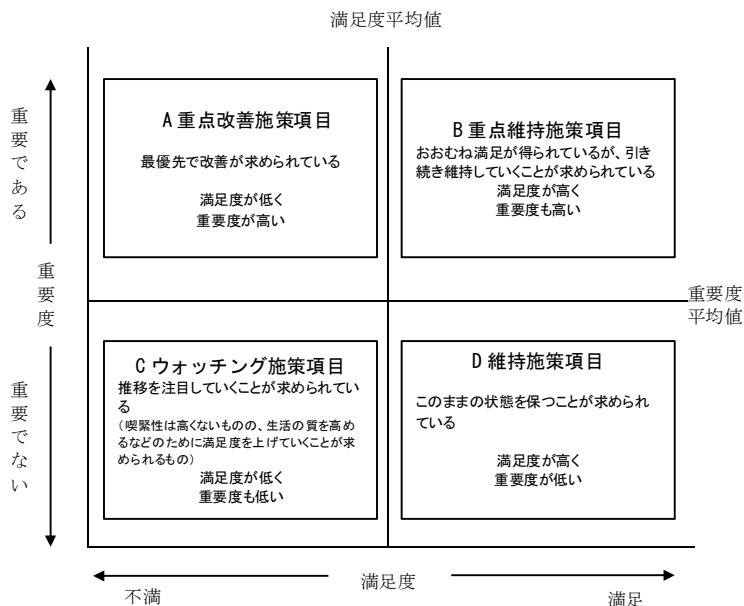 満足度平均値
重要である
重要度
重要でない
A 重点改善施策項目
最優先で改善が求められている
満足度が低く
重要度が高い
B 重点維持施策項目
おおむね満足が得られているが、引き
続き維持していくことが求められている
満足度が高く
重要度も高い
重要度
平均値
C ウォッチング施策項目
推移を注目していくことが求められてい
る
（喫緊性は高くないものの、生活の質を高め
るなどのために満足度を上げていくことが求
められるもの）
満足度が低く
重要度も低い
D 維持施策項目
このままの状態を保つことが求められ
ている
満足度が高く
重要度が低い
不満
満足度
満足